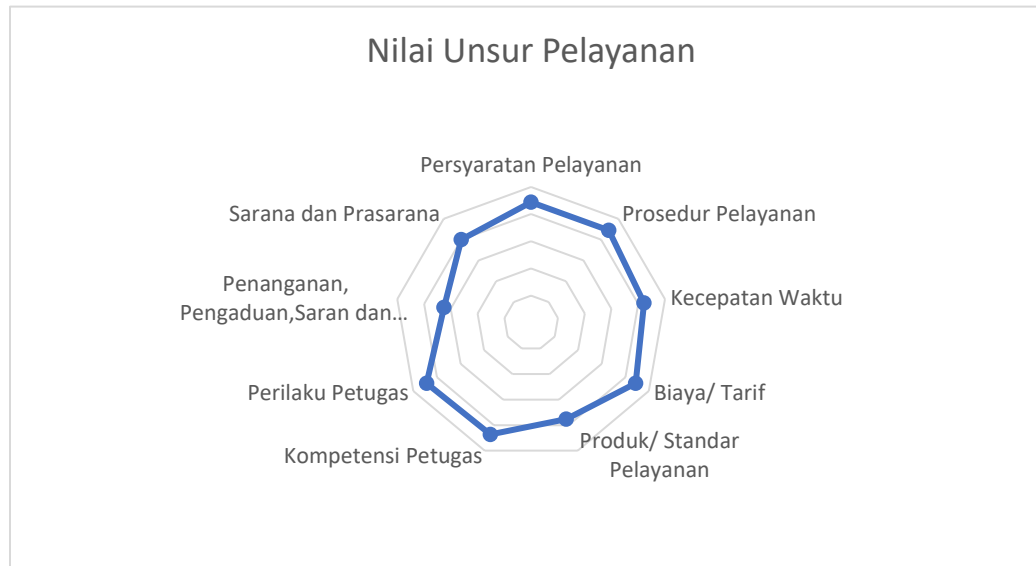 Nilai Unsur Pelayanan
Persyaratan Pelayanan
Prosedur Pelayanan
Kecepatan Waktu
Biaya/ Tarif
Produk/ Standar
Pelayanan
Kompetensi Petugas
Perilaku Petugas
Penanganan,
Pengaduan,Saran dan...
Sarana dan Prasarana